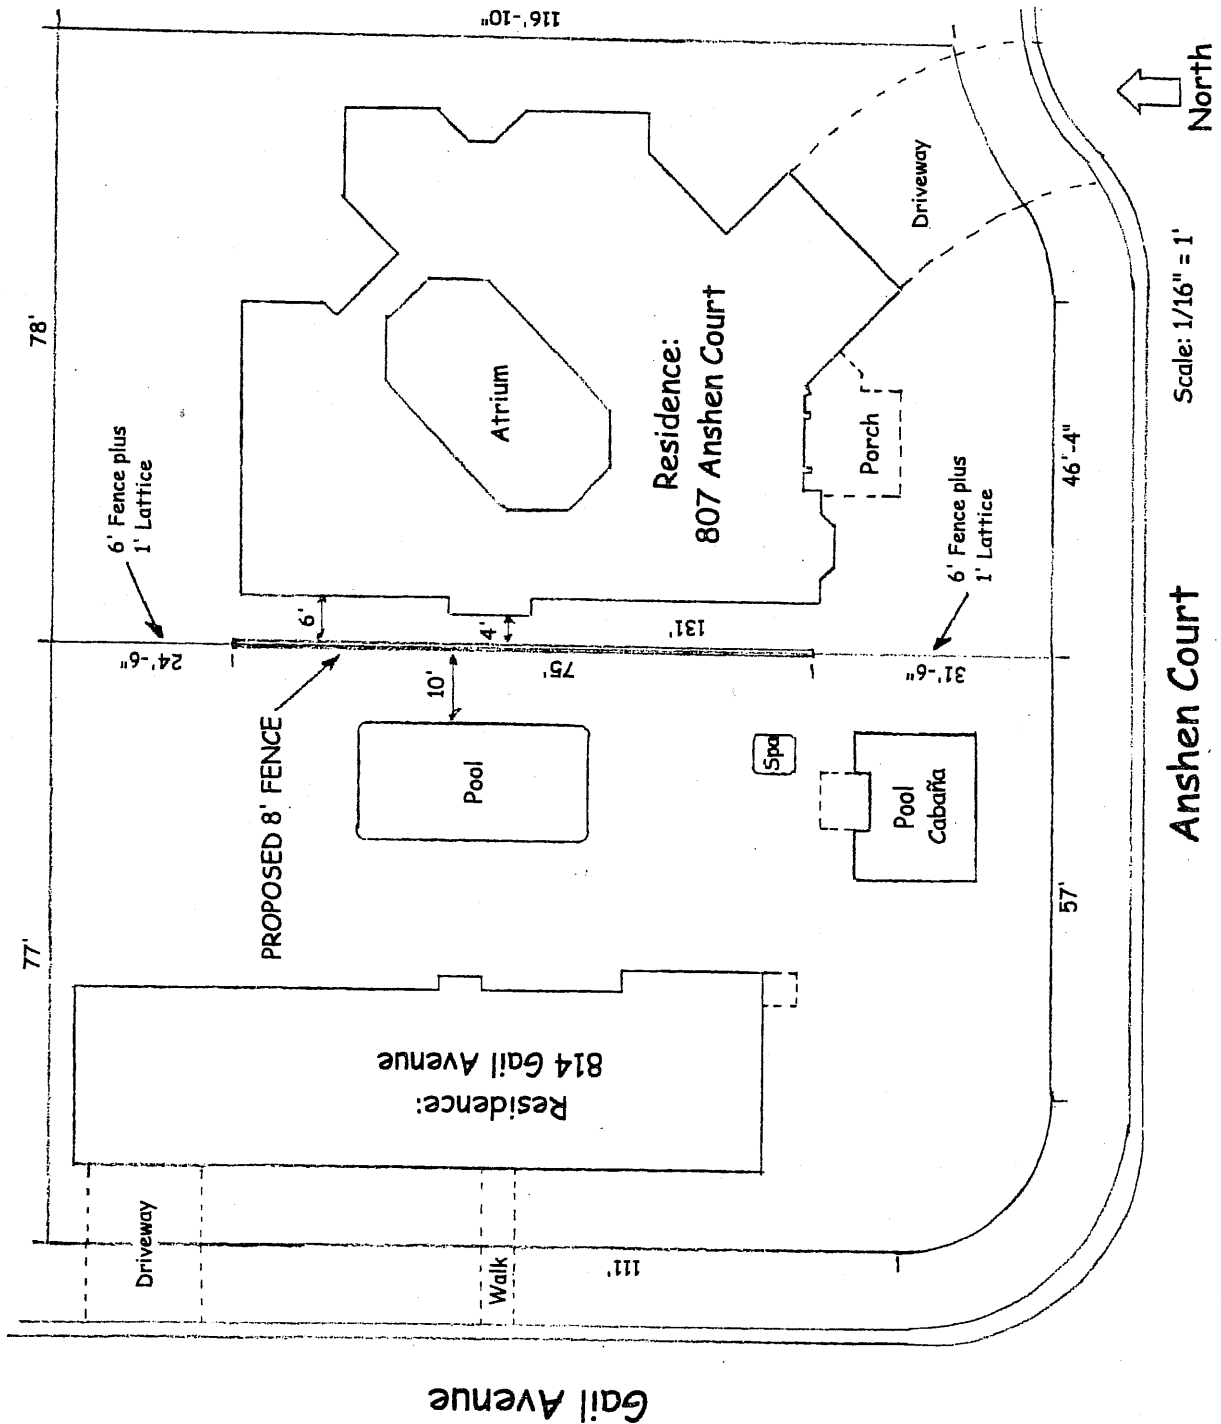 116'-10"
78'
77'
6' Fence plus
1' Lattice
24'-6"
6'
4'
131'
75'
10'
PROPOSED 8' FENCE
Atrium
Residence:
807 Anshen Court
Driveway
Porch
6' Fence plus
1' Lattice
31'-6"
46'-4"
57'
Pool
Spa
Pool
Cabaña
Residence:
814 Gail Avenue
Driveway
Walk
111'
North
Scale: 1/16" = 1'
Anshen Court
Gail Avenue